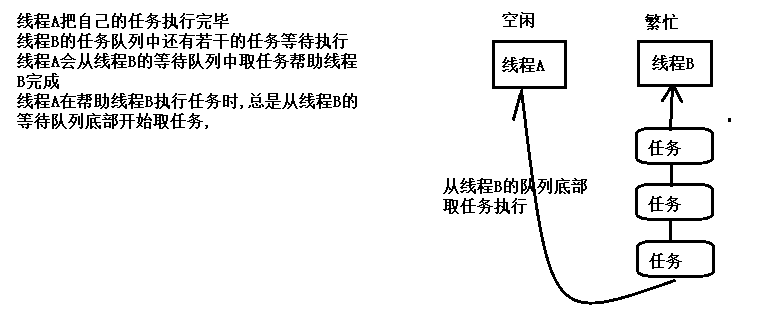 线程A把自己的任务执行完毕
线程B的任务队列中还有若干的任务等待执行
线程A会从线程B的等待队列中取任务帮助线程
B完成
线程A在帮助线程B执行任务时,总是从线程B的
等待队列底部开始取任务,
空闲
繁忙
线程A
线程B
任务
从线程B的队列底部
取任务执行
任务
任务